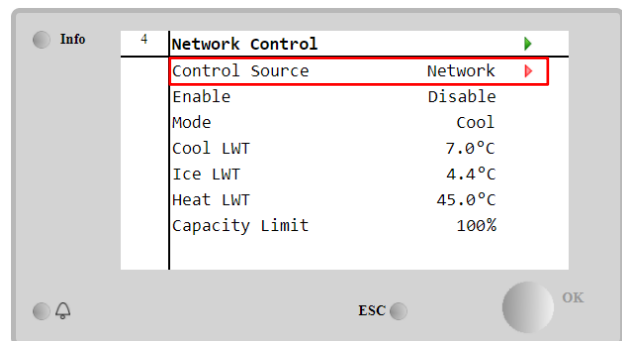 Info
4 Network Control
Control Source Network
Enable Disable
Mode Cool
Cool LWT 7.0°C
Ice LWT 4.4°C
Heat LWT 45.0°C
Capacity Limit 100%
ESC OK